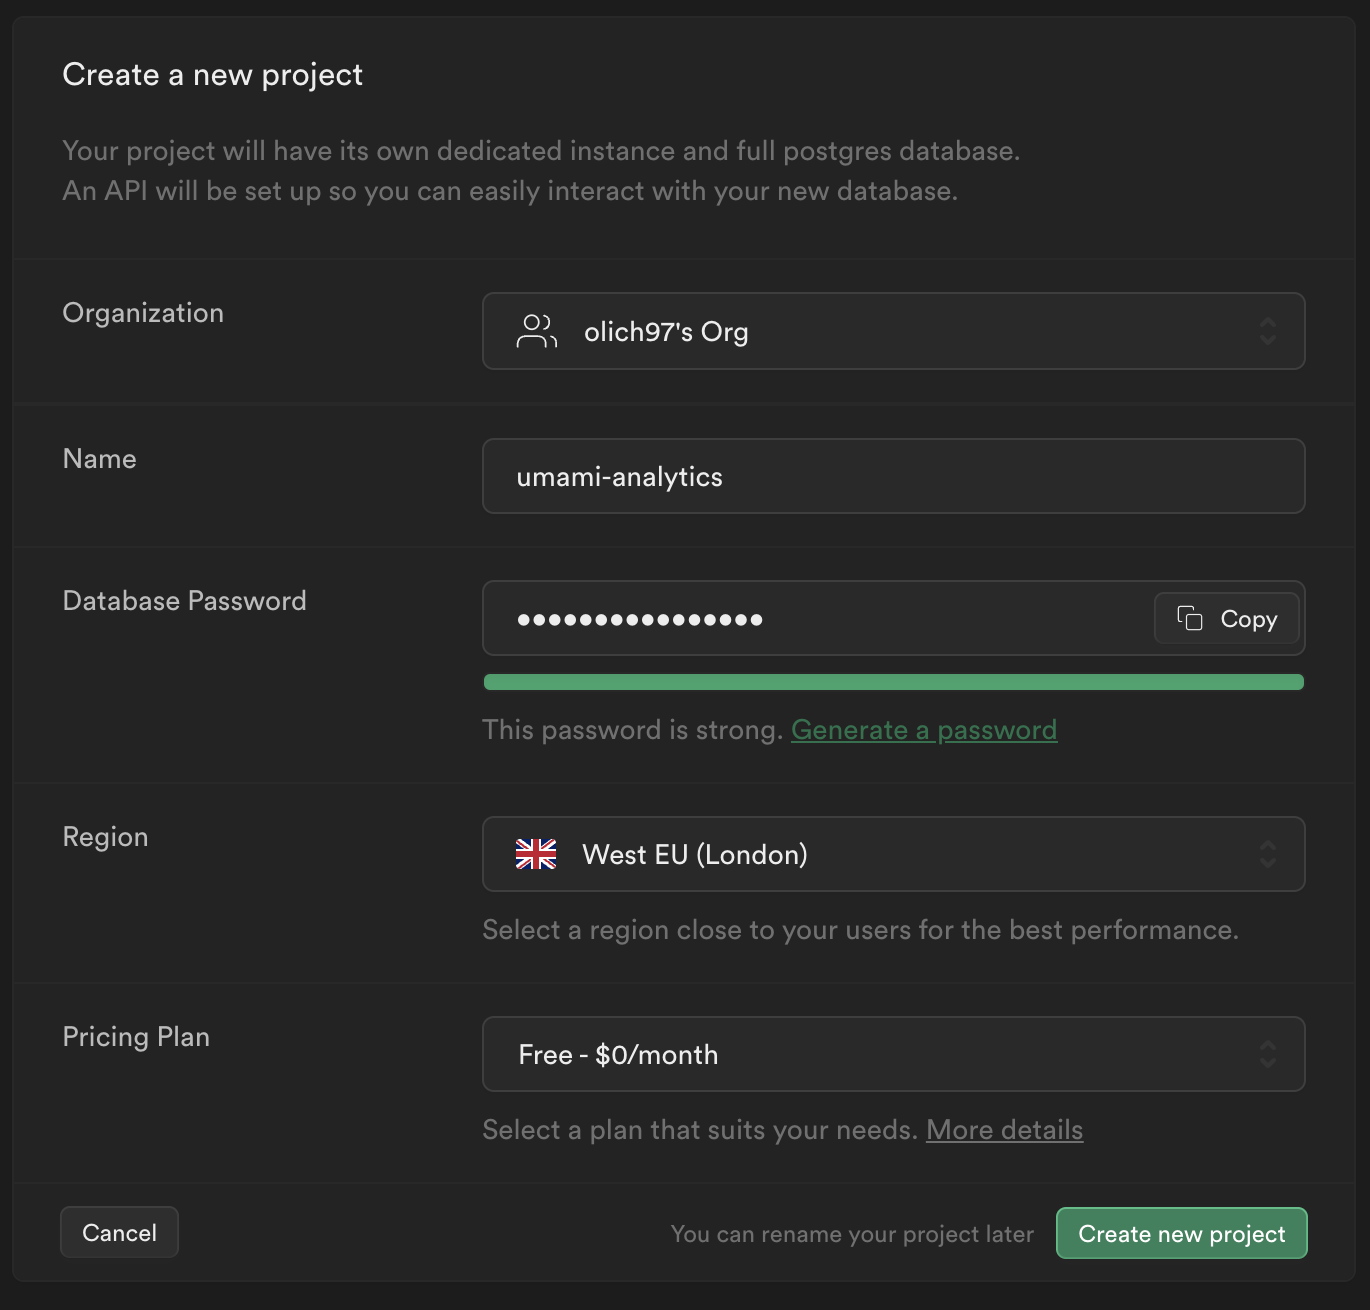 Create a new project
Your project will have its own dedicated instance and full postgres database.
An API will be set up so you can easily interact with your new database.
Organization
olich97's Org
Name
umami-analytics
Database Password
••••••••••••••••
Copy
This password is strong. Generate a password
Region
West EU (London)
Select a region close to your users for the best performance.
Pricing Plan
Free - $0/month
Select a plan that suits your needs. More details
Cancel
You can rename your project later
Create new project